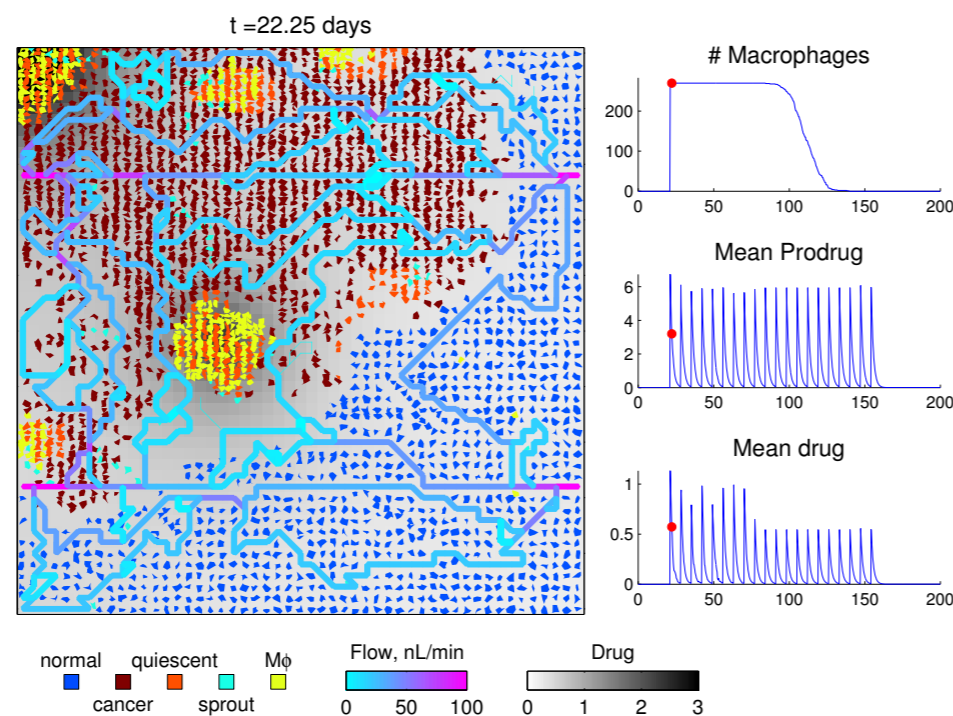 t =22.25 days
# Macrophages
200
100
0
0 50 100 150 200
Mean Prodrug
6
4
2
0
0 50 100 150 200
Mean drug
1
0.5
0
0 50 100 150 200
normal quiescent Mϕ
cancer sprout
Flow, nL/min
0 50 100
Drug
0 1 2 3